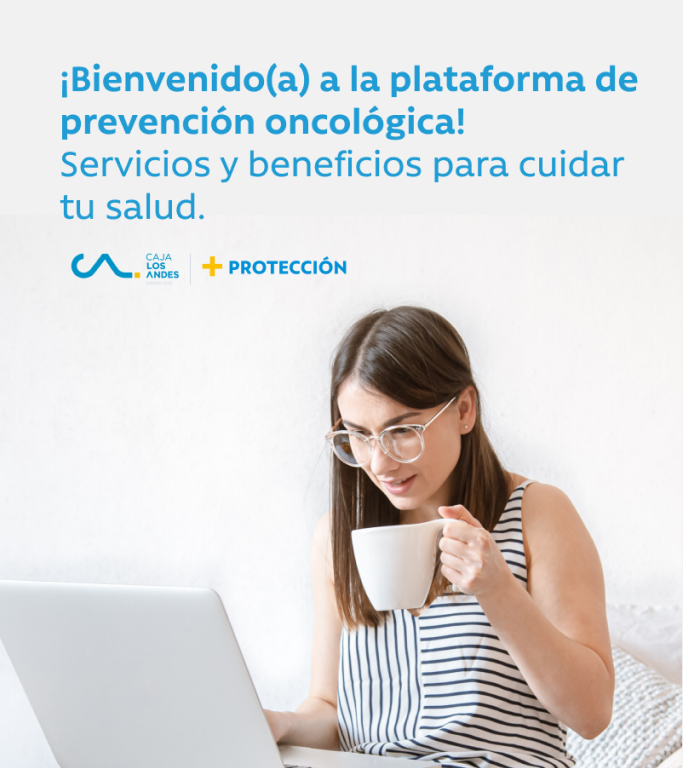 ¡Bienvenido(a) a la plataforma de
prevención oncológica!
Servicios y beneficios para cuidar
tu salud.
CAJA
LOS
ANDES
+ PROTECCIÓN